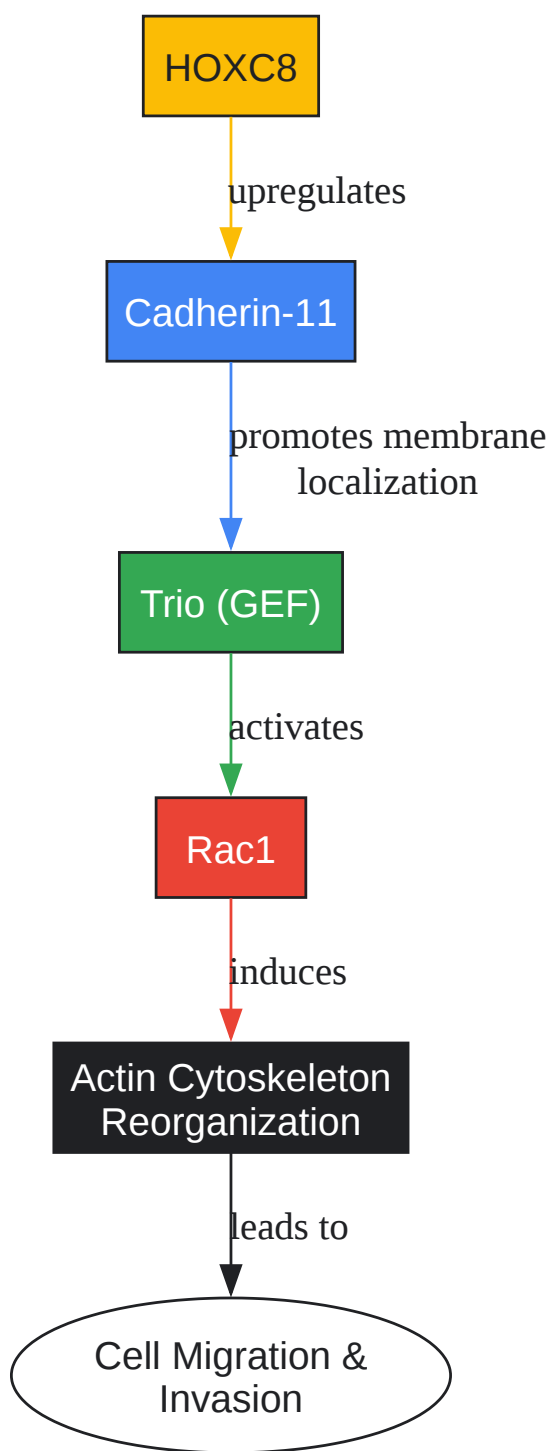 HOXC8
upregulates
Cadherin-11
promotes membrane
localization
Trio (GEF)
activates
Rac1
induces
Actin Cytoskeleton
Reorganization
leads to
Cell Migration &
Invasion